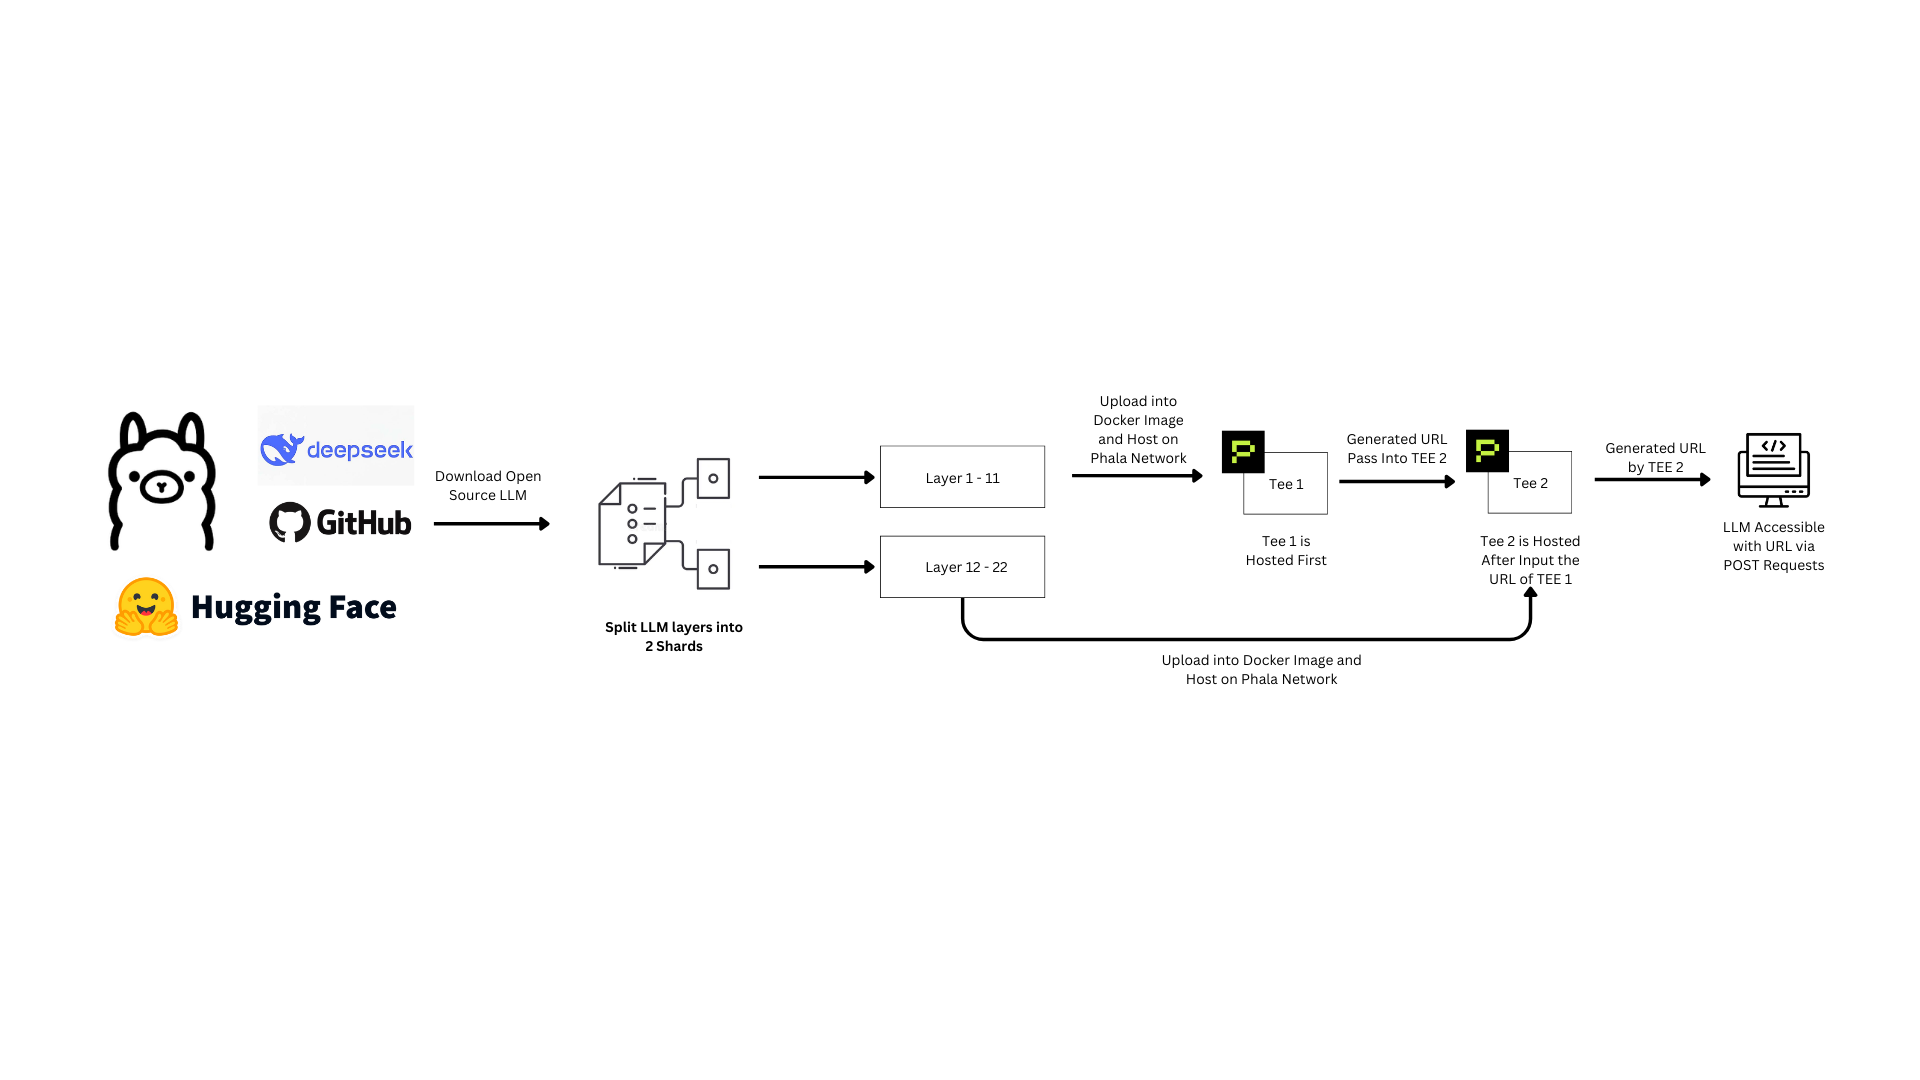 deepseek
GitHub
Hugging Face
Download Open
Source LLM
Split LLM layers into
2 Shards
Layer 1 - 11
Layer 12 - 22
Upload into
Docker Image
and Host on
Phala Network
Tee 1
Tee 1 is
Hosted First
Generated URL
Pass Into TEE 2
Tee 2
Tee 2 is Hosted
After Input the
URL of TEE 1
Upload into Docker Image and
Host on Phala Network
Generated URL
by TEE 2
</>
LLM Accessible
with URL via
POST Requests